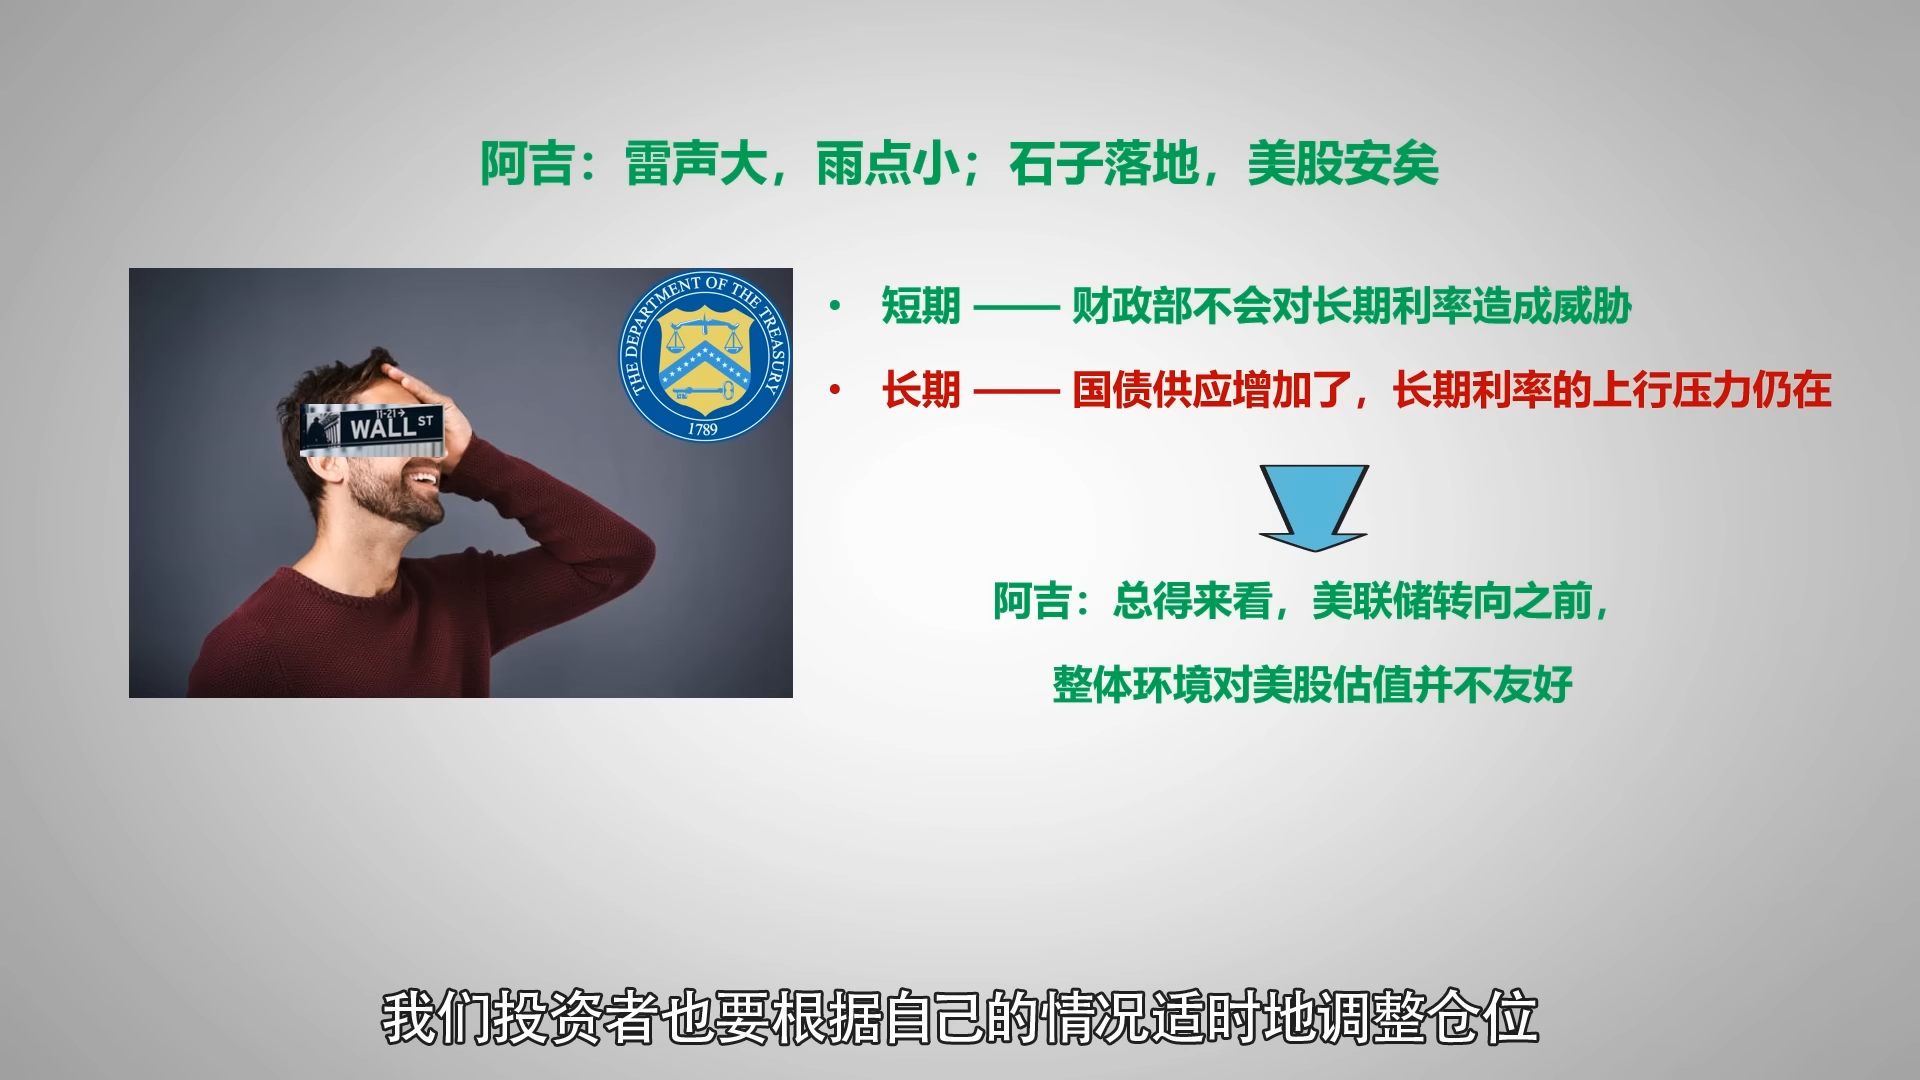 阿吉：雷声大，雨点小；石子落地，美股安矣
THE DEPARTMENT OF THE TREASURY
1789
11-21→
WALL ST
• 短期 —— 财政部不会对长期利率造成威胁
• 长期 —— 国债供应增加了，长期利率的上行压力仍在
阿吉：总得来看，美联储转向之前，
整体环境对美股估值并不友好
我们投资者也要根据自己的情况适时地调整仓位